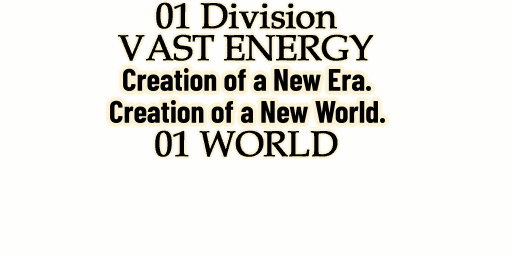 01 Division
VAST ENERGY
Creation of a New Era.
Creation of a New World.
01 WORLD